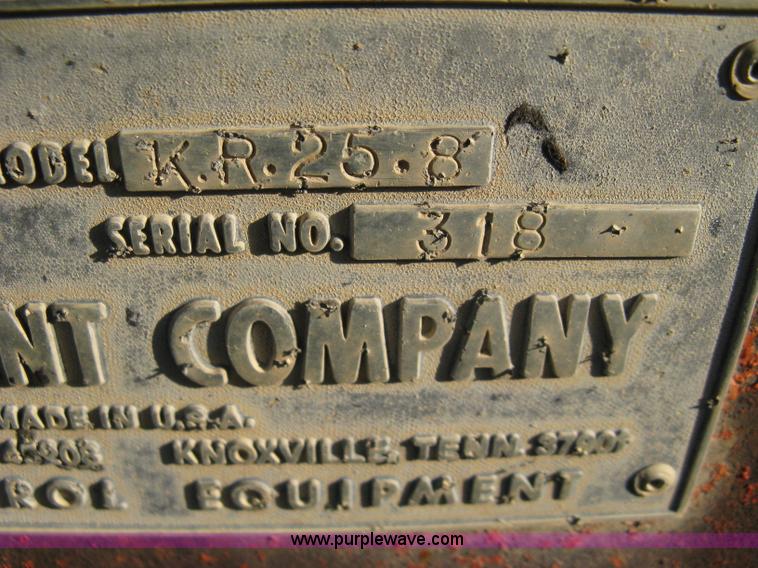 MODEL K.R.25.8
SERIAL NO. 318
NT COMPANY
MADE IN U.S.A.
KNOXVILLE, TENN.
ROL EQUIPMENT
www.purplewave.com